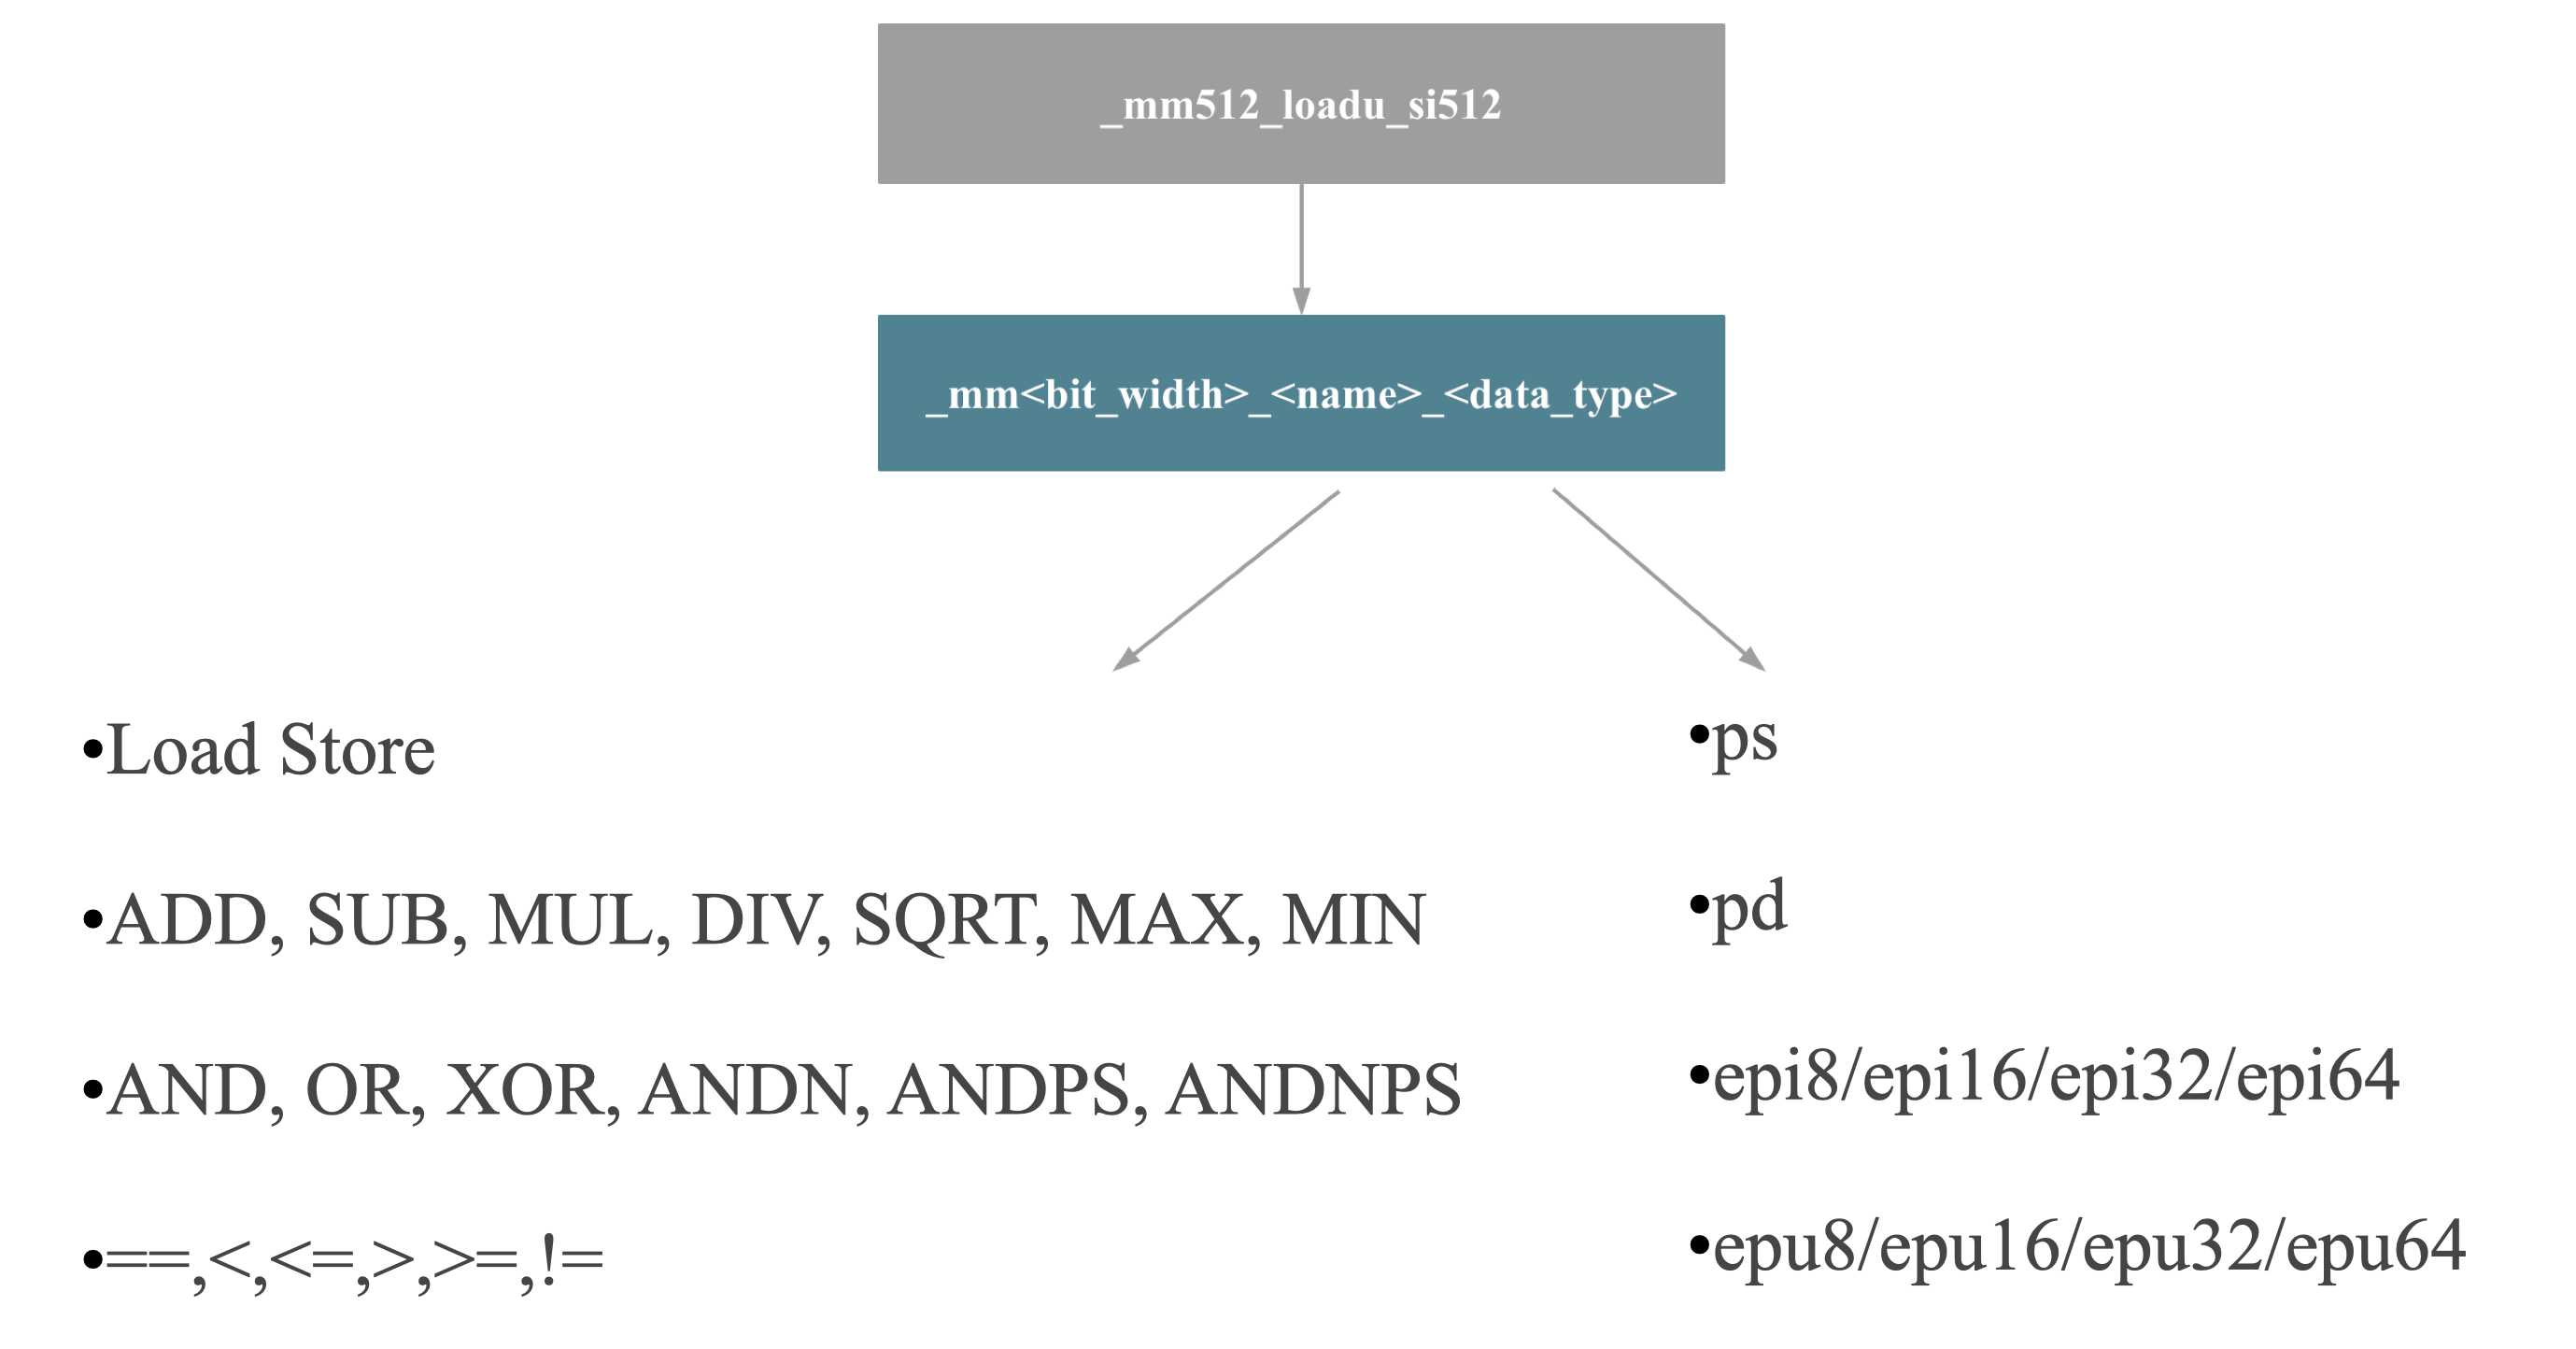 _mm512_loadu_si512
_mm<bit_width>_<name>_<data_type>
•Load Store
•ADD, SUB, MUL, DIV, SQRT, MAX, MIN
•AND, OR, XOR, ANDN, ANDPS, ANDNPS
•==,<,<=,>,>=,!=
•ps
•pd
•epi8/epi16/epi32/epi64
•epu8/epu16/epu32/epu64